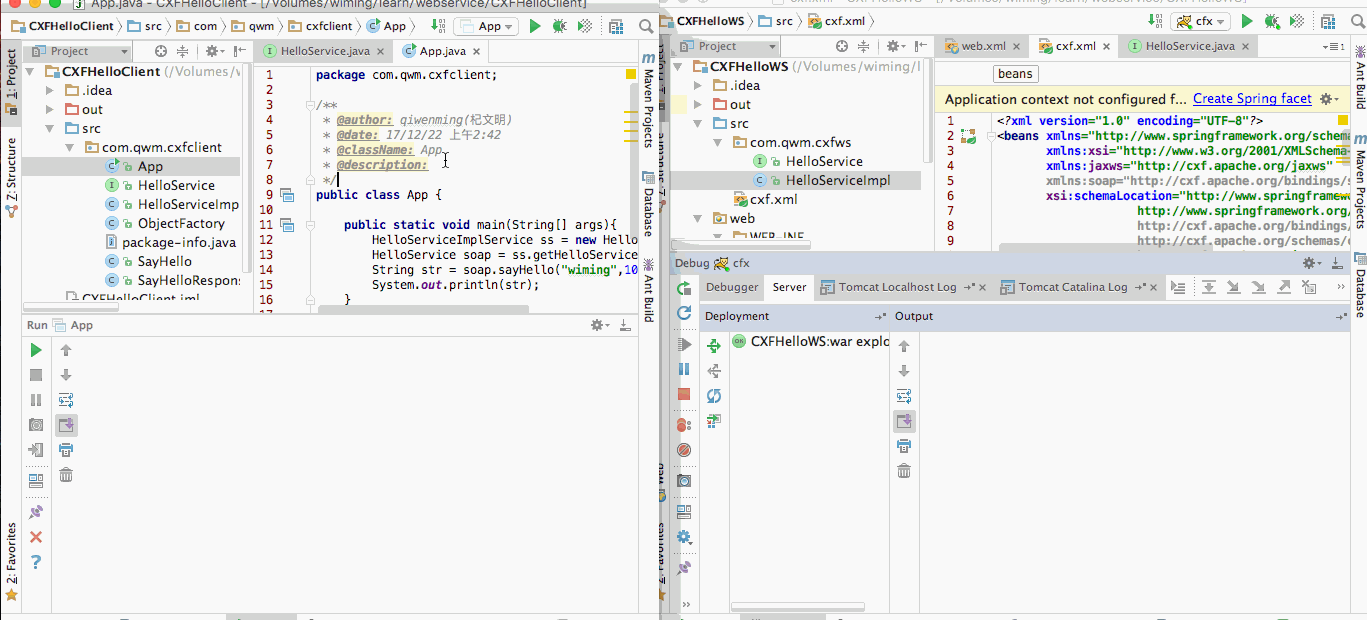 App.java - CXFHelloClient - [/Volumes/wiming/learn/webservice/CXFHelloClient]
CXFHelloClient src com qwm cxfclient App
App
1: Project
Z: Structure
2: Favorites
Project
CXFHelloClient (/Volumes/
.idea
out
src
com.qwm.cxfclient
App
HelloService
HelloServiceImp
ObjectFactory
package-info.java
SayHello
SayHelloRespon
CXFHelloClient.iml
HelloService.java
App.java
1 package com.qwm.cxfclient;
2
3 /**
4 * @author: qiwenming(杞文明)
5 * @date: 17/12/22 上午2:42
6 * @className: App
7 * @description:
8 */
9 public class App {
10
11 public static void main(String[] args){
12 HelloServiceImplService ss = new Hello
13 HelloService soap = ss.getHelloService
14 String str = soap.sayHello("wiming",10
15 System.out.println(str);
16 }
Maven Projects
Database
Ant Build
Run App
CXFHelloWS src cxf.xml
cfx
Project
CXFHelloWS (/Volumes/wiming/l
.idea
out
src
com.qwm.cxfws
HelloService
HelloServiceImpl
cxf.xml
web
WEB-INF
web.xml
cxf.xml
HelloService.java
beans
Application context not configured f... Create Spring facet
1 <?xml version="1.0" encoding="UTF-8"?>
2 <beans xmlns="http://www.springframework.org/schema
3 xmlns:xsi="http://www.w3.org/2001/XMLSchema-
4 xmlns:jaxws="http://cxf.apache.org/jaxws"
5 xmlns:soap="http://cxf.apache.org/bindings/s
6 xsi:schemaLocation="http://www.springframework.org/
7 http://www.springframework.org/
8 http://cxf.apache.org/bindings/
9 http://cxf.apache.org/schemas/c
Ant Build
Maven Projects
Database
Debug cfx
Debugger Server Tomcat Localhost Log Tomcat Catalina Log
Deployment Output
OK CXFHelloWS:war explo